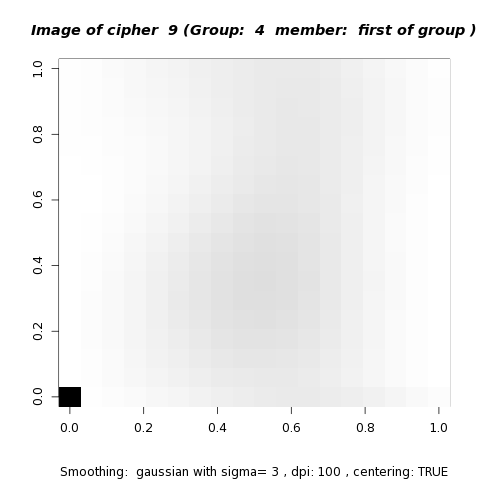 Image of cipher 9 (Group: 4 member: first of group )
1.0
0.8
0.6
0.4
0.2
0.0
0.0 0.2 0.4 0.6 0.8 1.0
Smoothing: gaussian with sigma= 3 , dpi: 100 , centering: TRUE